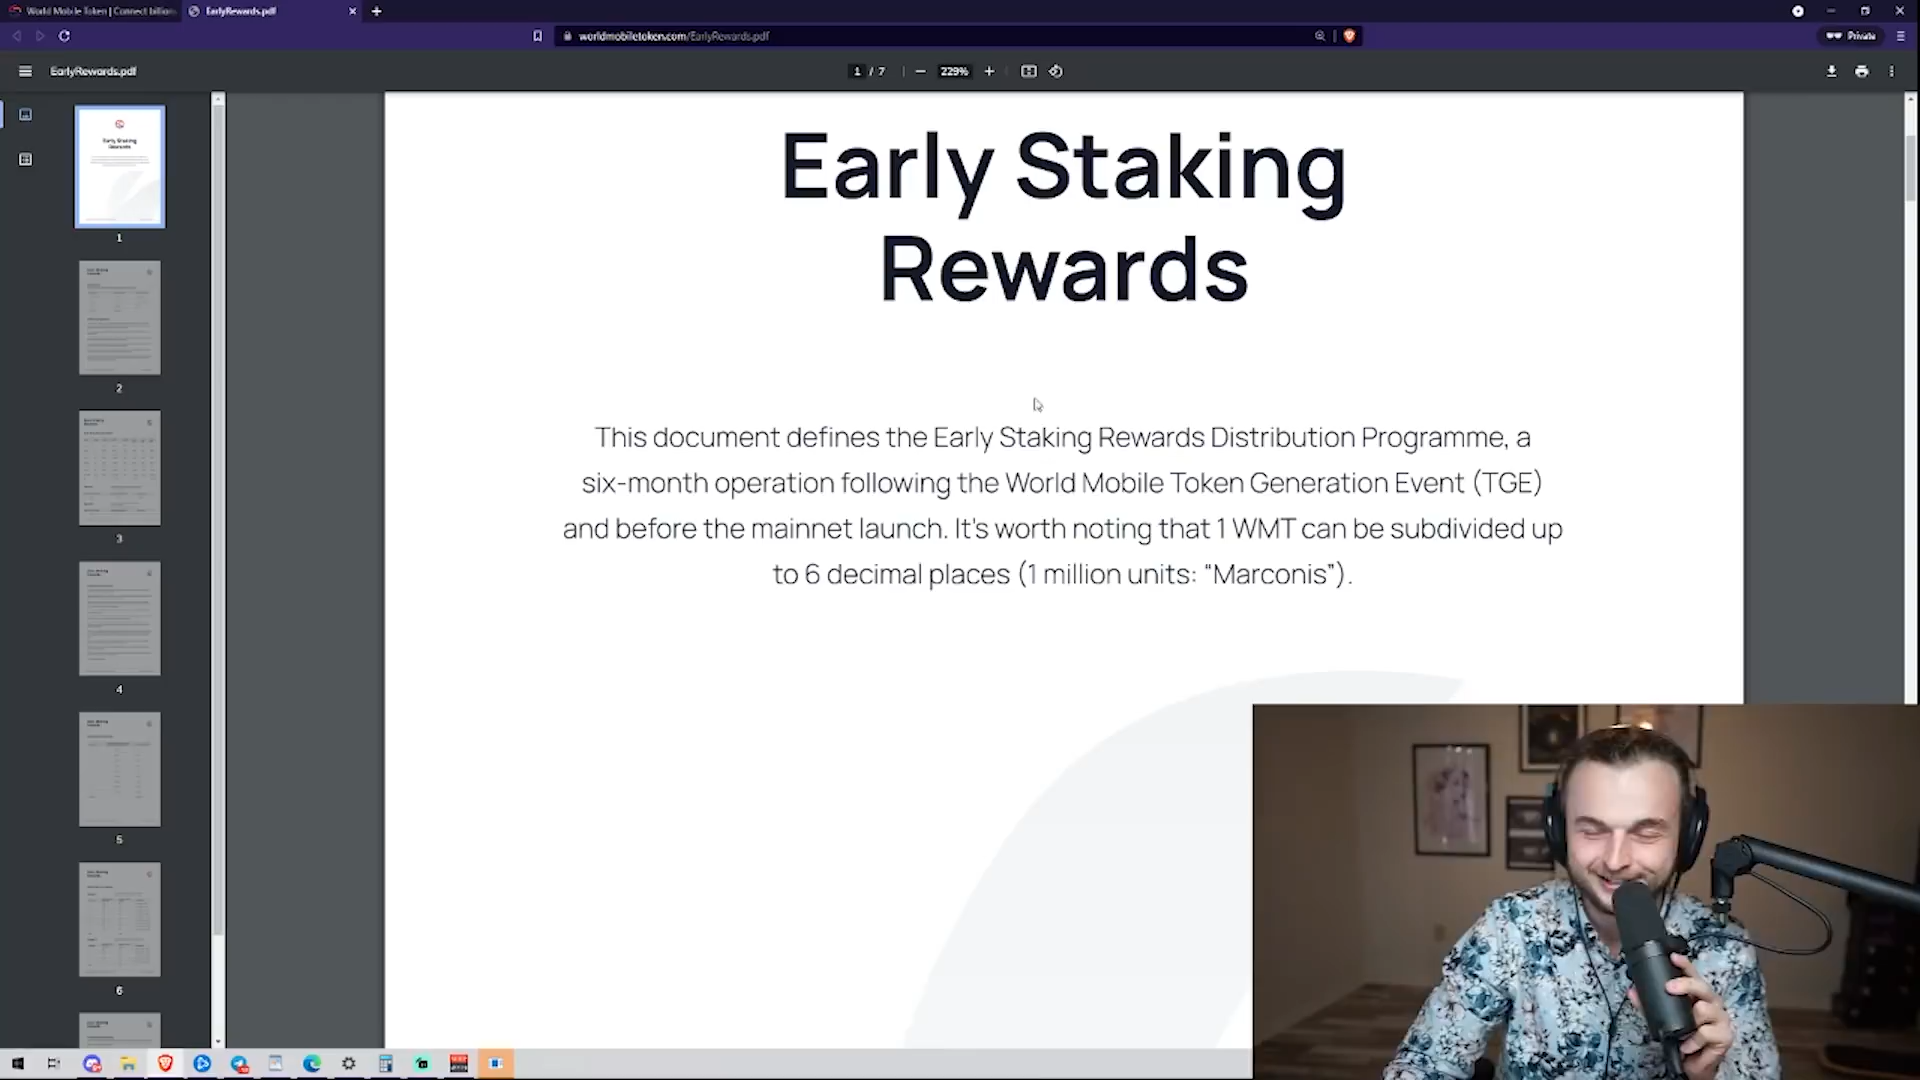 World Mobile Token | Connect billion
EarlyRewards.pdf
worldmobiletoken.com/EarlyRewards.pdf
Private
EarlyRewards.pdf
1 / 7
229%
Early Staking
Rewards
This document defines the Early Staking Rewards Distribution Programme, a
six-month operation following the World Mobile Token Generation Event (TGE)
and before the mainnet launch. It's worth noting that 1 WMT can be subdivided up
to 6 decimal places (1 million units: “Marconis”).
Early Staking
Rewards
1
2
3
4
5
6